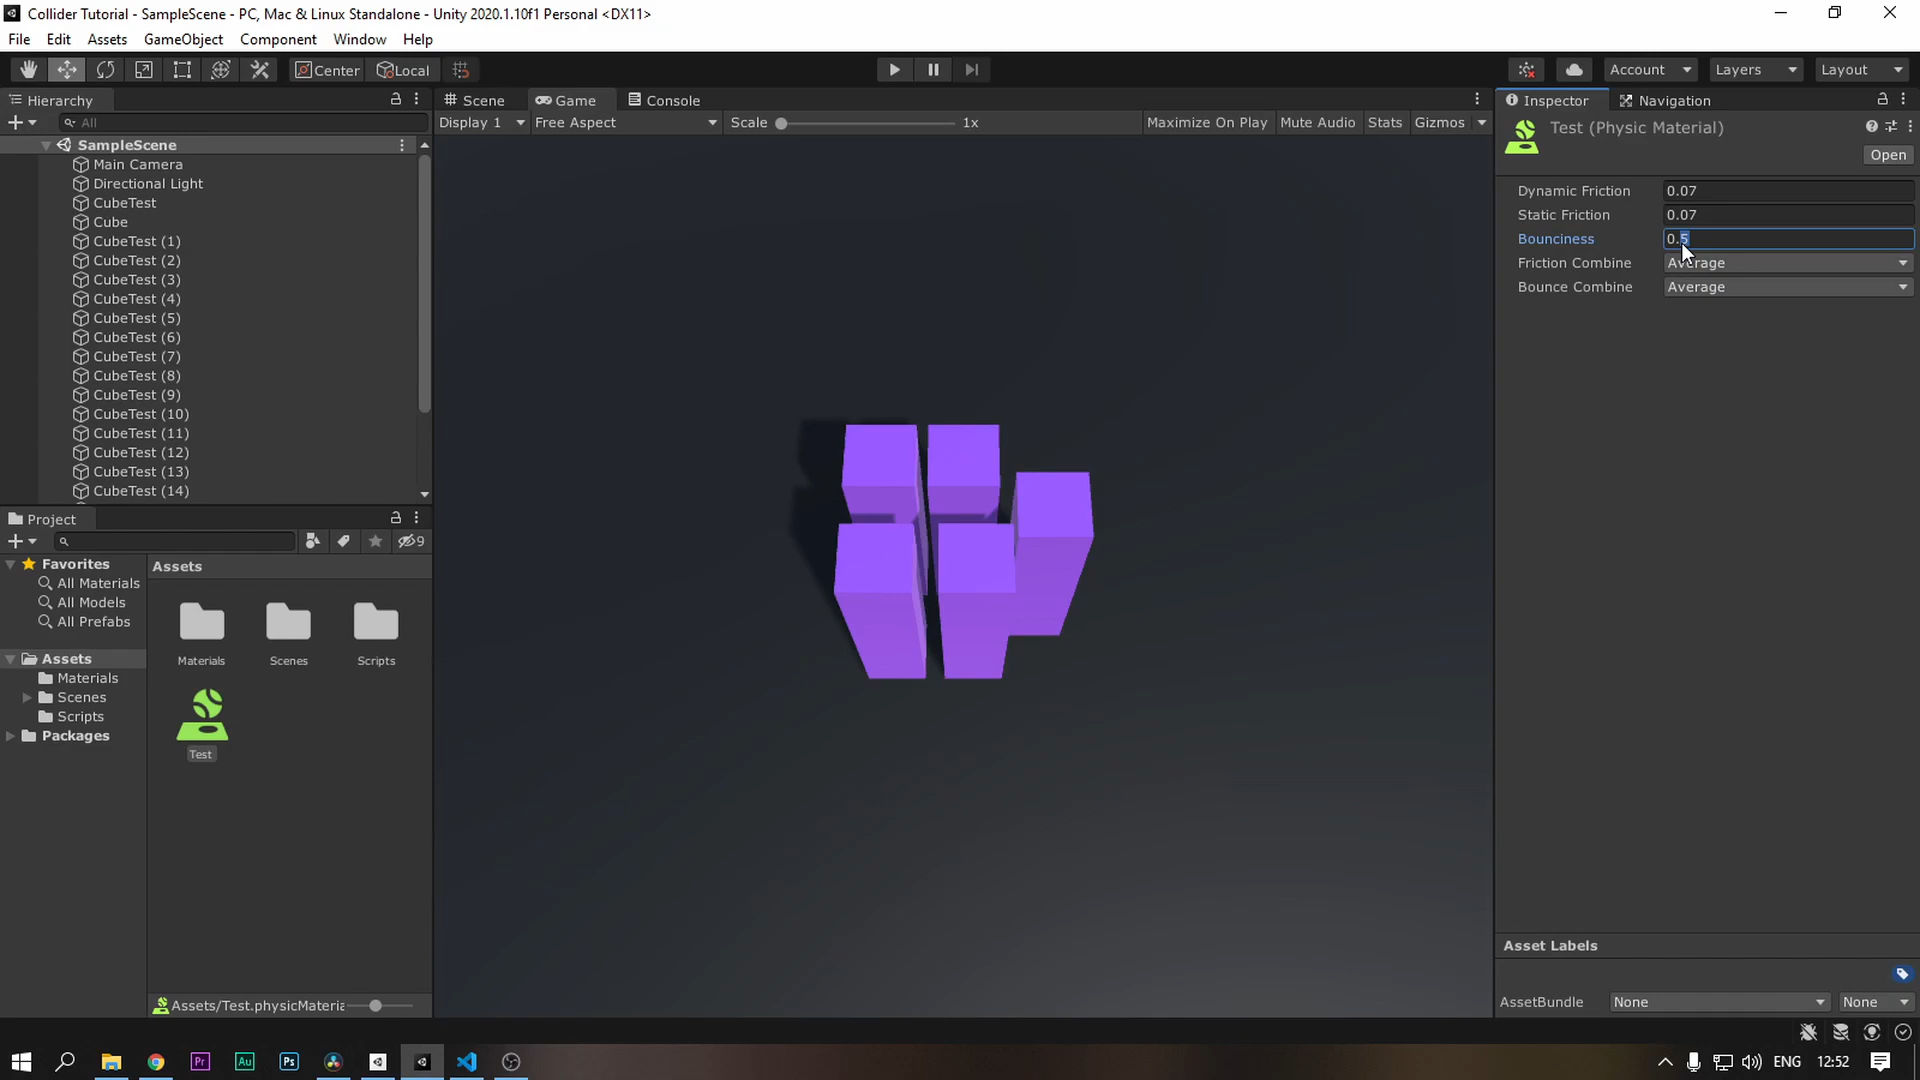 Collider Tutorial - SampleScene - PC, Mac & Linux Standalone - Unity 2020.1.10f1 Personal <DX11>
File Edit Assets GameObject Component Window Help
Center Local Account Layers Layout
Hierarchy
All
SampleScene
Main Camera
Directional Light
CubeTest
Cube
CubeTest (1)
CubeTest (2)
CubeTest (3)
CubeTest (4)
CubeTest (5)
CubeTest (6)
CubeTest (7)
CubeTest (8)
CubeTest (9)
CubeTest (10)
CubeTest (11)
CubeTest (12)
CubeTest (13)
CubeTest (14)
Scene Game Console
Display 1 Free Aspect Scale 1x Maximize On Play Mute Audio Stats Gizmos
Inspector Navigation
Test (Physic Material)
Open
Dynamic Friction 0.07
Static Friction 0.07
Bounciness 0.5
Friction Combine Average
Bounce Combine Average
Project
9
Favorites
All Materials
All Models
All Prefabs
Assets
Materials
Scenes
Scripts
Packages
Assets
Materials Scenes Scripts
Test
Assets/Test.physicMateria
Asset Labels
AssetBundle None None
Pr Au Ps ENG 12:52